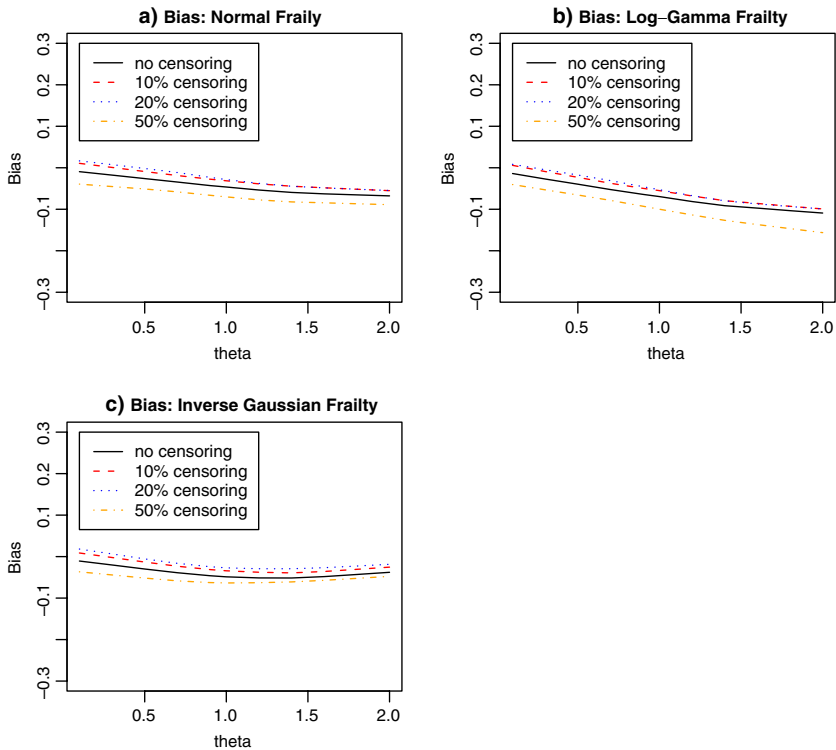 a) Bias: Normal Fraily
Bias
0.3
0.2
0.1
−0.1
−0.3
no censoring
10% censoring
20% censoring
50% censoring
0.5 1.0 1.5 2.0
theta
b) Bias: Log−Gamma Frailty
Bias
0.3
0.2
0.1
−0.1
−0.3
no censoring
10% censoring
20% censoring
50% censoring
0.5 1.0 1.5 2.0
theta
c) Bias: Inverse Gaussian Frailty
Bias
0.3
0.2
0.1
−0.1
−0.3
no censoring
10% censoring
20% censoring
50% censoring
0.5 1.0 1.5 2.0
theta